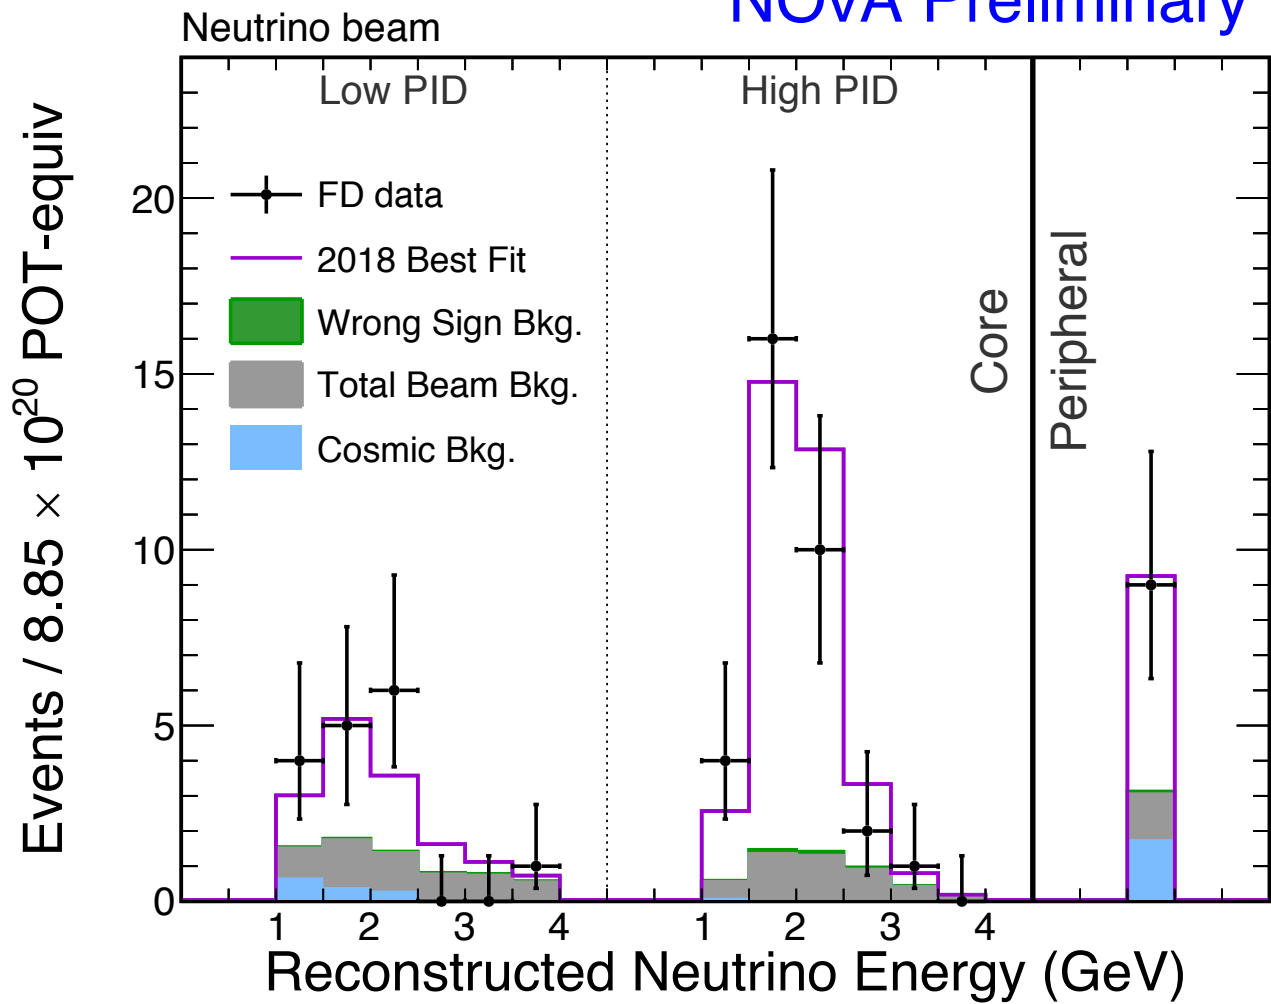 NOvA Preliminary
Neutrino beam
Low PID
High PID
FD data
2018 Best Fit
Wrong Sign Bkg.
Total Beam Bkg.
Cosmic Bkg.
Core
Peripheral
Events / 8.85 × 10²⁰ POT-equiv
20
15
10
5
0
1 2 3 4 1 2 3 4
Reconstructed Neutrino Energy (GeV)